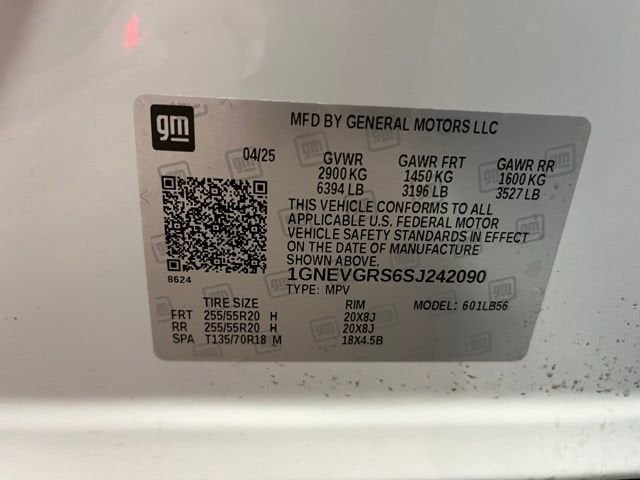 gm
MFD BY GENERAL MOTORS LLC
04/25 GVWR GAWR FRT GAWR RR
2900 KG 1450 KG 1600 KG
6394 LB 3196 LB 3527 LB
THIS VEHICLE CONFORMS TO ALL
APPLICABLE U.S. FEDERAL MOTOR
VEHICLE SAFETY STANDARDS IN EFFECT
ON THE DATE OF MANUFACTURE
SHOWN ABOVE.
8624
1GNEVGRS6SJ242090
TYPE: MPV
TIRE SIZE RIM MODEL: 601LB56
FRT 255/55R20 H 20X8J
RR 255/55R20 H 20X8J
SPA T135/70R18 M 18X4.5B